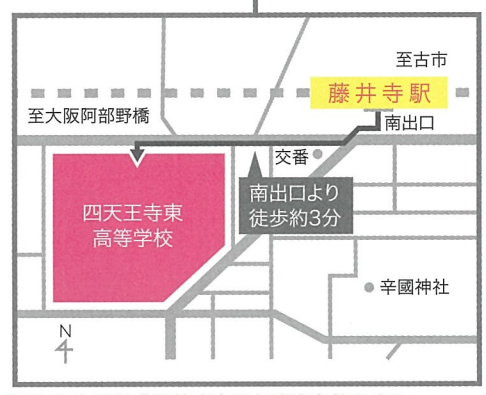 至古市
藤井寺駅
至大阪阿部野橋
南出口
交番
南出口より
徒歩約3分
四天王寺東
高等学校
辛國神社
N